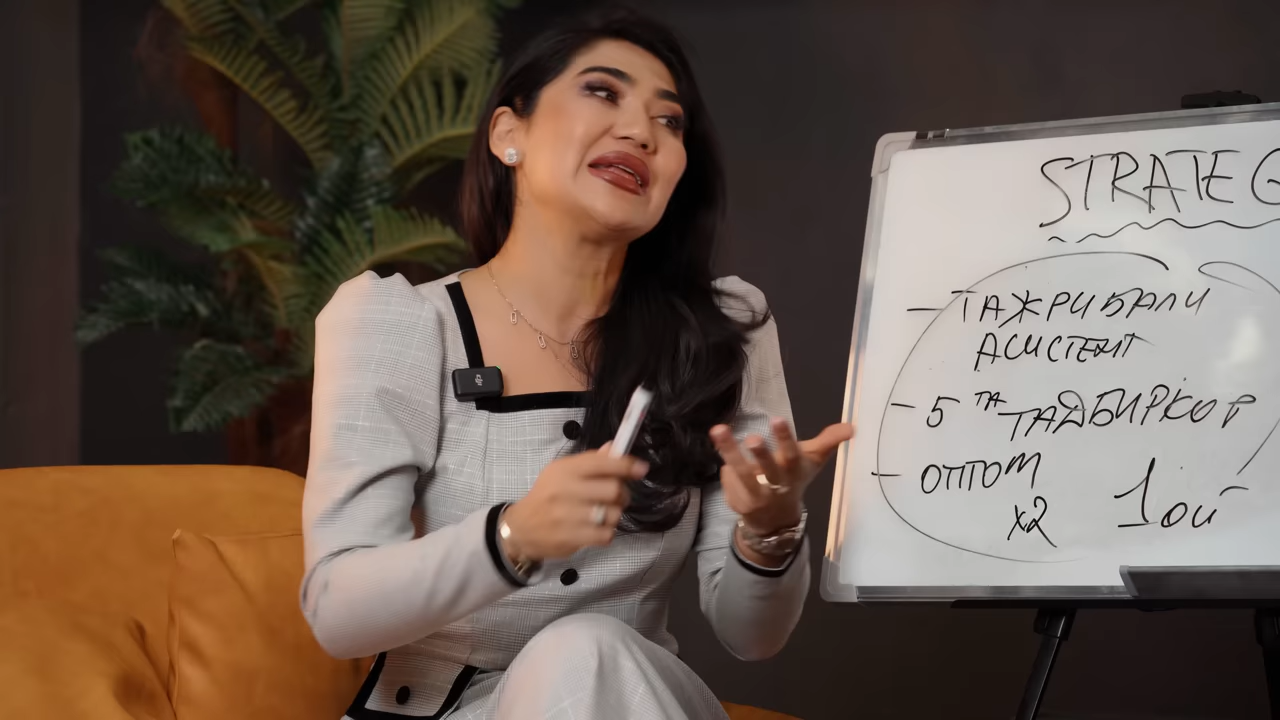 STRATEG
– ТАЖРИБАЛИ
АСИСТЕНТ
– 5 ТА ТАДБИРКОР
– ОПТОМ
x2 1ой